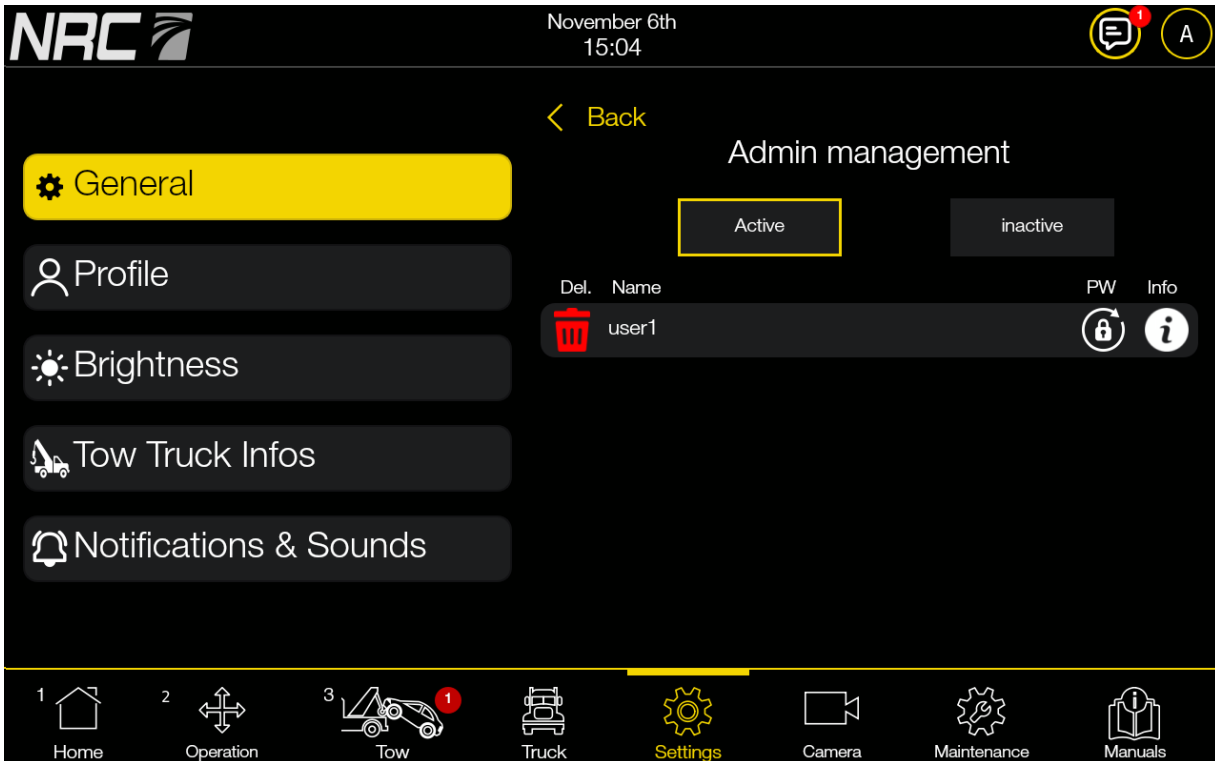 NRC
November 6th
15:04
1
A
Back
Admin management
General
Profile
Brightness
Tow Truck Infos
Notifications & Sounds
Active
inactive
Del. Name PW Info
user1
1 Home
2 Operation
3 Tow 1
Truck
Settings
Camera
Maintenance
Manuals